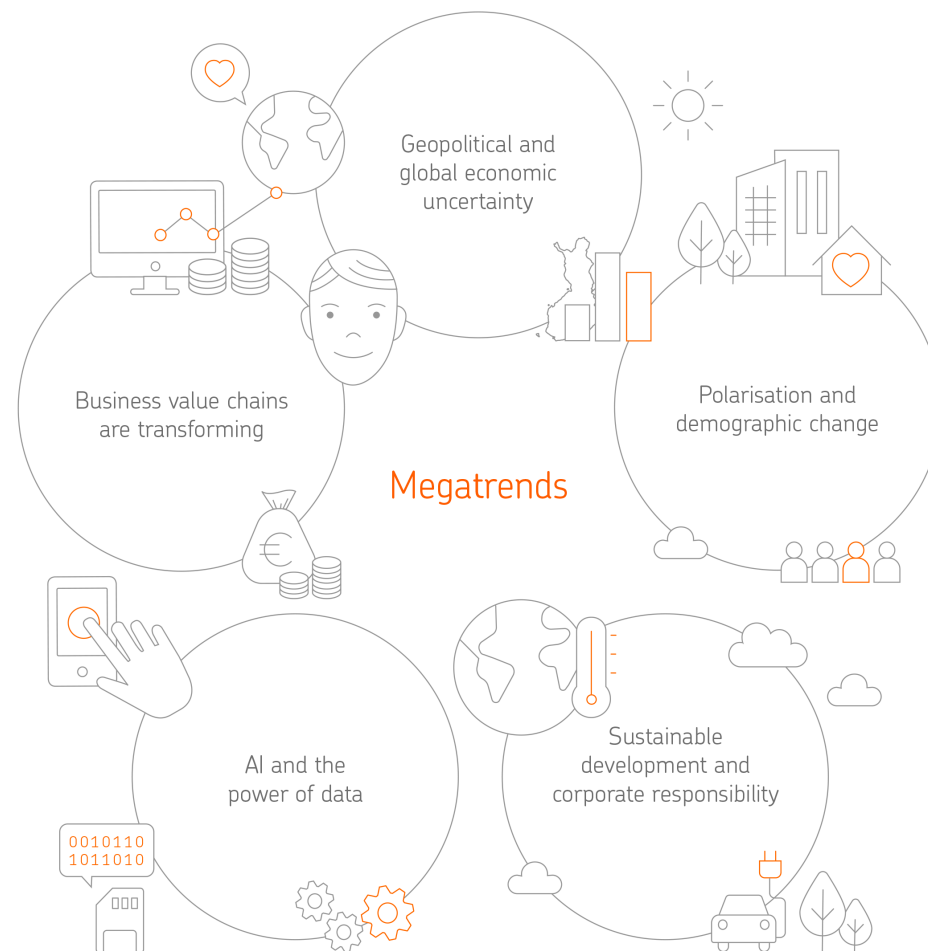 Geopolitical and
global economic
uncertainty
Business value chains
are transforming
Polarisation and
demographic change
Megatrends
AI and the
power of data
Sustainable
development and
corporate responsibility
0010110
1011010
€